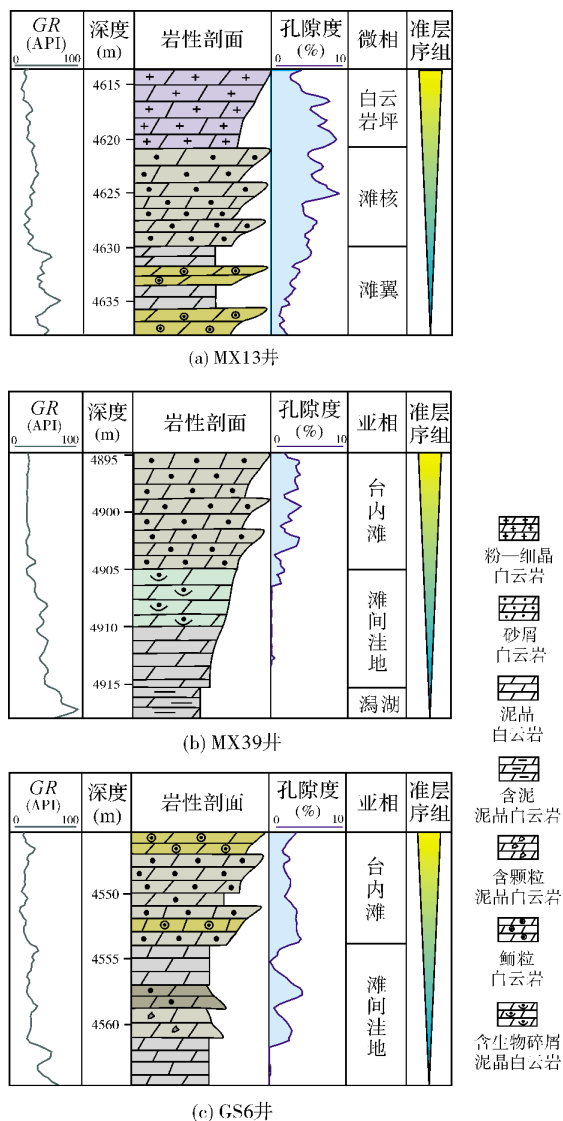 GR
(API)
0 100
深度
(m)
岩性剖面
孔隙度
(%)
0 10
微相
准层
序组
4615
4620
4625
4630
4635
白云
岩坪
滩核
滩翼
(a) MX13井
GR
(API)
0 100
深度
(m)
岩性剖面
孔隙度
(%)
0 10
亚相
准层
序组
4895
4900
4905
4910
4915
台
内
滩
滩
间
洼
地
潟湖
(b) MX39井
GR
(API)
0 100
深度
(m)
岩性剖面
孔隙度
(%)
0 10
亚相
准层
序组
4550
4555
4560
台
内
滩
滩
间
洼
地
(c) GS6井
粉—细晶
白云岩
砂屑
白云岩
泥品
白云岩
含泥
泥品白云岩
含颗粒
泥品白云岩
鲕粒
白云岩
含生物碎屑
泥晶白云岩